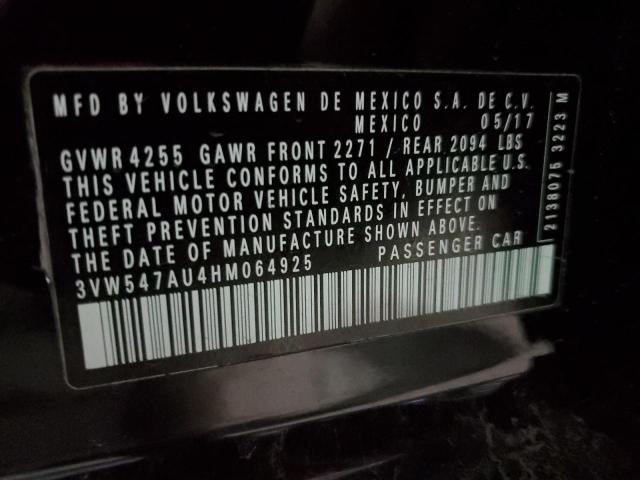 MFD BY VOLKSWAGEN DE MEXICO S.A. DE C.V.
MEXICO 05/17
GVWR 4255 GAWR FRONT 2271 / REAR 2094 LBS
THIS VEHICLE CONFORMS TO ALL APPLICABLE U.S.
FEDERAL MOTOR VEHICLE SAFETY, BUMPER AND
THEFT PREVENTION STANDARDS IN EFFECT ON
THE DATE OF MANUFACTURE SHOWN ABOVE.
3VW547AU4HM064925 PASSENGER CAR
2138075 3223 M